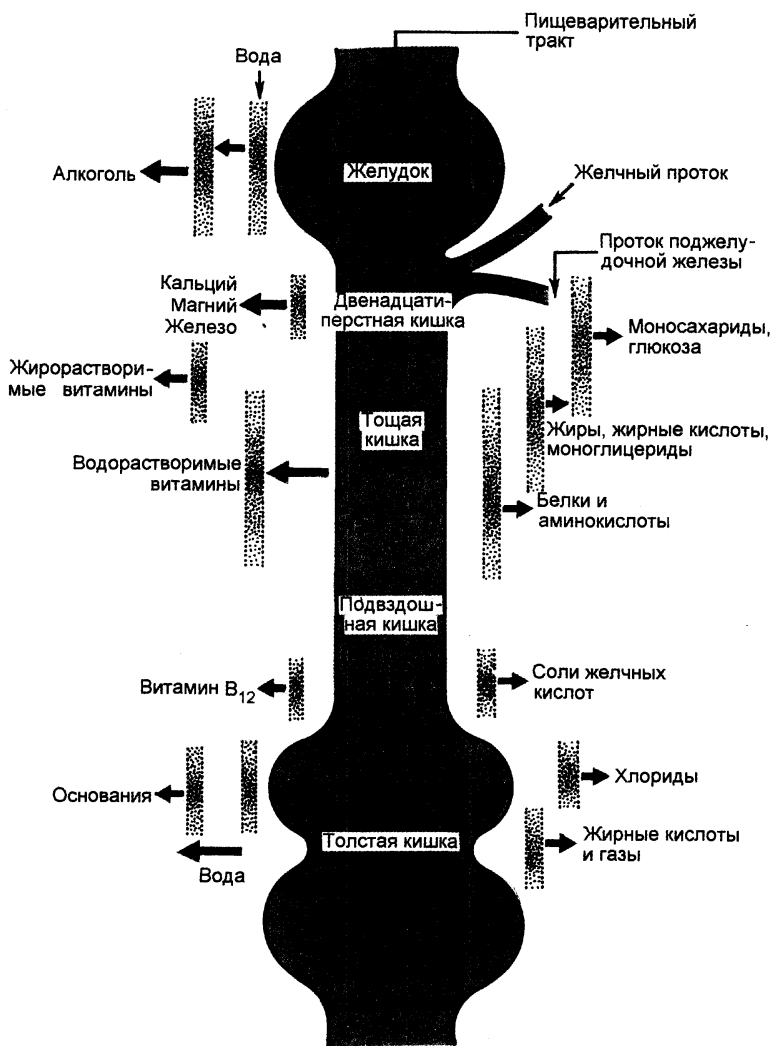 Пищеварительный
тракт
Вода
Алкоголь
Желудок
Желчный проток
Проток поджелу-
дочной железы
Кальций
Магний
Железо
Двенадцати-
перстная кишка
Моносахариды,
глюкоза
Жирораствори-
мые витамины
Тощая
кишка
Жиры, жирные кислоты,
моноглицериды
Водорастворимые
витамины
Белки и
аминокислоты
Подвздош-
ная кишка
Витамин В12
Соли желчных
кислот
Основания
Хлориды
Толстая кишка
Жирные кислоты
и газы
Вода